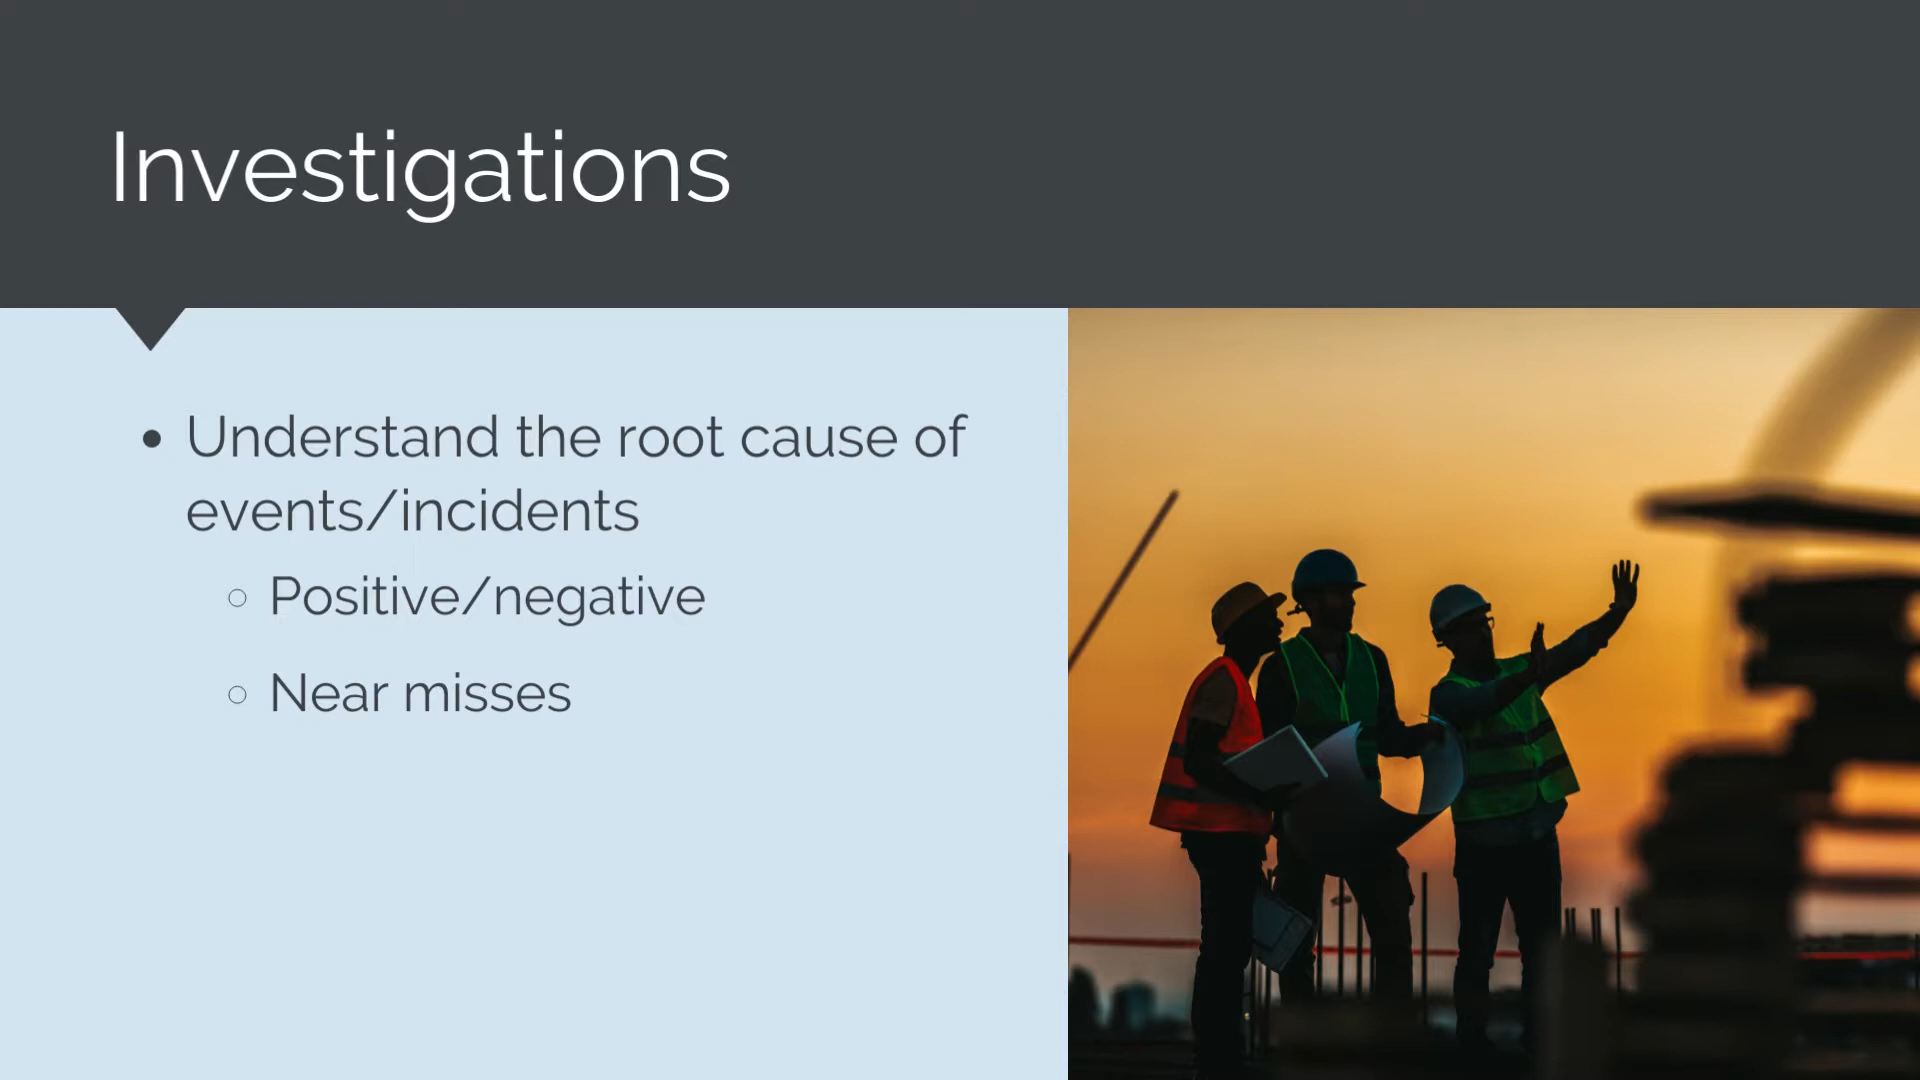 Investigations
• Understand the root cause of
events/incidents
○ Positive/negative
○ Near misses